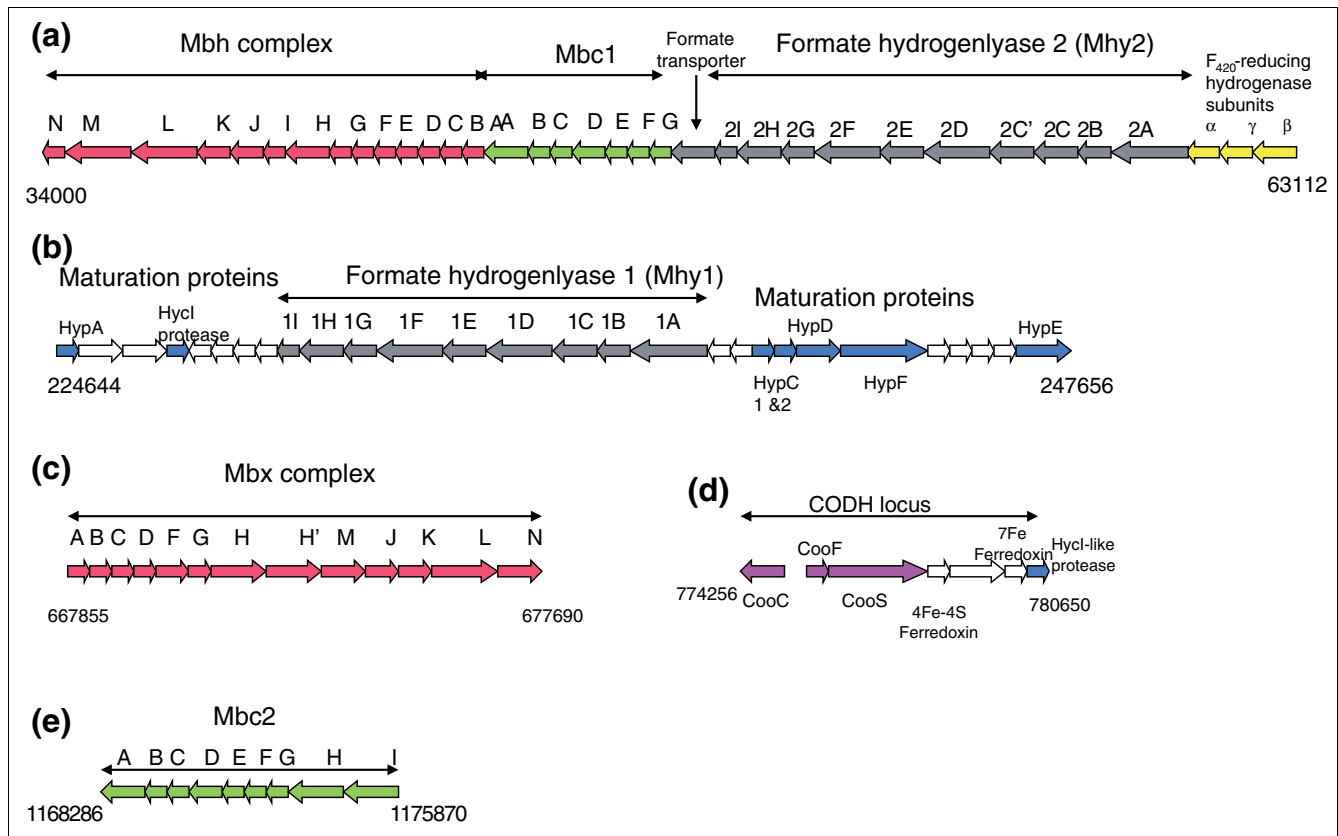 (a)
Mbh complex
Mbc1
Formate
transporter
Formate hydrogenlyase 2 (Mhy2)
F420-reducing
hydrogenase
subunits
α γ β
N M L K J I H G F E D C B A
A B C D E F G
2I 2H 2G 2F 2E 2D 2C' 2C 2B 2A
34000
63112
(b)
Maturation proteins
Formate hydrogenlyase 1 (Mhy1)
Maturation proteins
HypA
HycI
protease
1I 1H 1G 1F 1E 1D 1C 1B 1A
HypD
HypE
224644
HypC
1 &2
HypF
247656
(c)
Mbx complex
A B C D F G H H' M J K L N
667855
677690
(d)
CODH locus
CooF
7Fe
Ferredoxin
HycI-like
protease
774256
CooC
CooS
4Fe-4S
Ferredoxin
780650
(e)
Mbc2
A B C D E F G H I
1168286
1175870